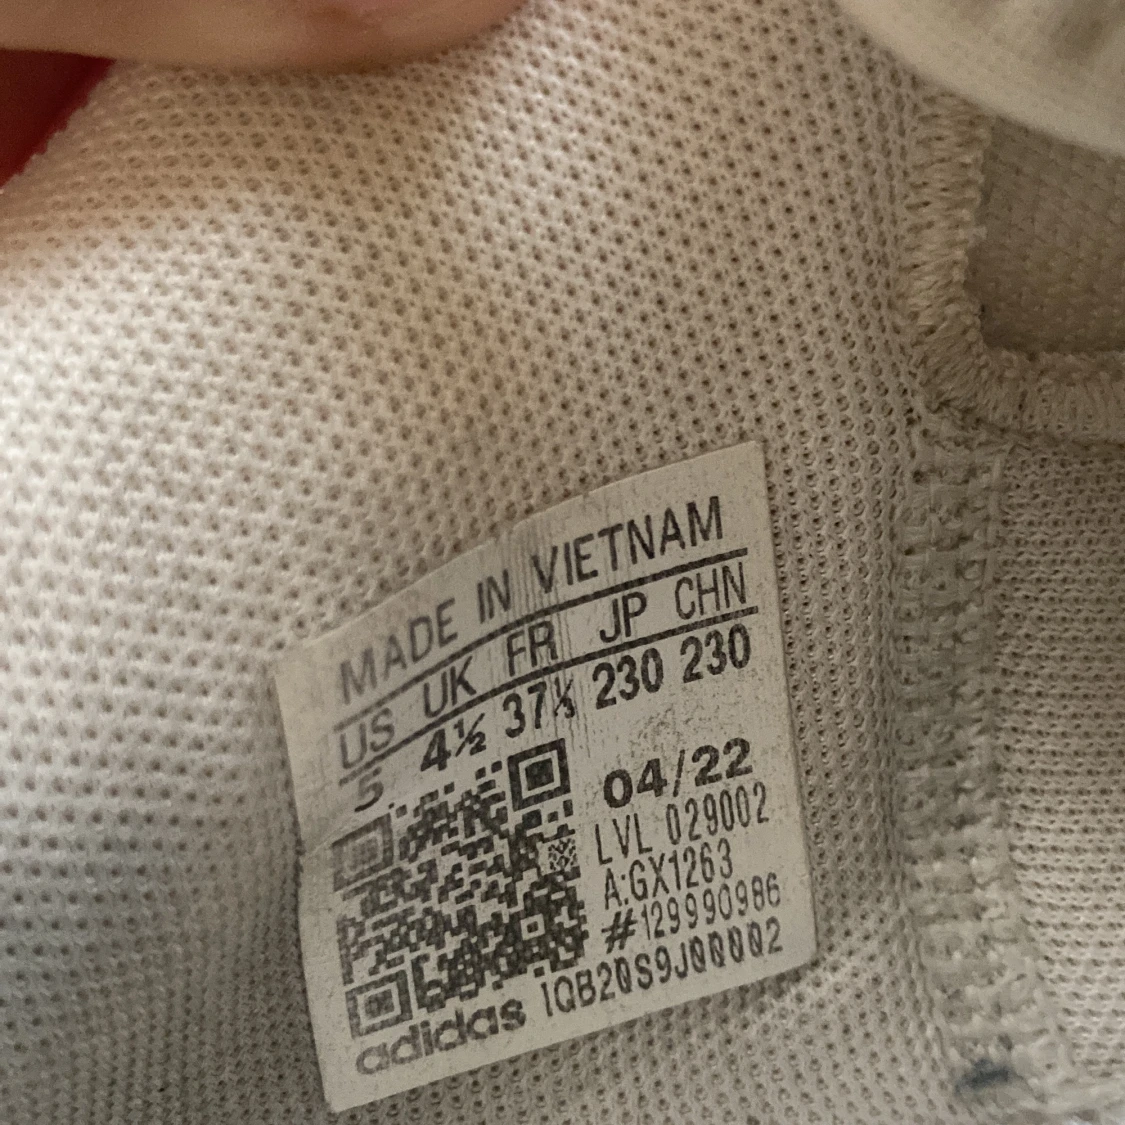 MADE IN VIETNAM
US UK FR JP CHN
5 4½ 37⅓ 230 230
04/22
LVL 029002
A:GX1263
#129990986
adidas 1QB20S9J00002